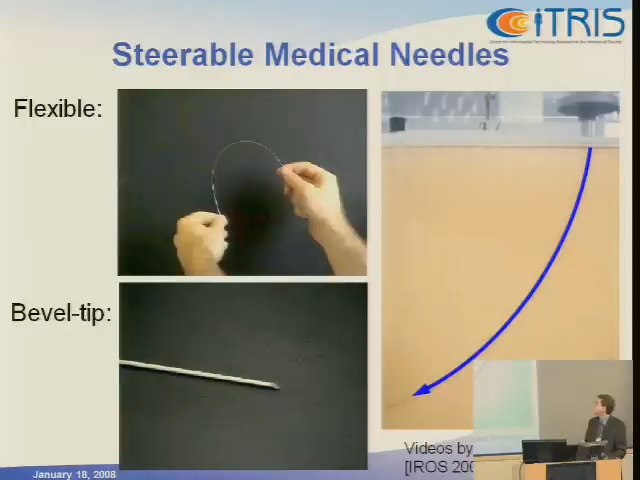 CITRIS
Steerable Medical Needles
Flexible:
Bevel-tip:
Videos by
[IROS 200
January 18, 2008